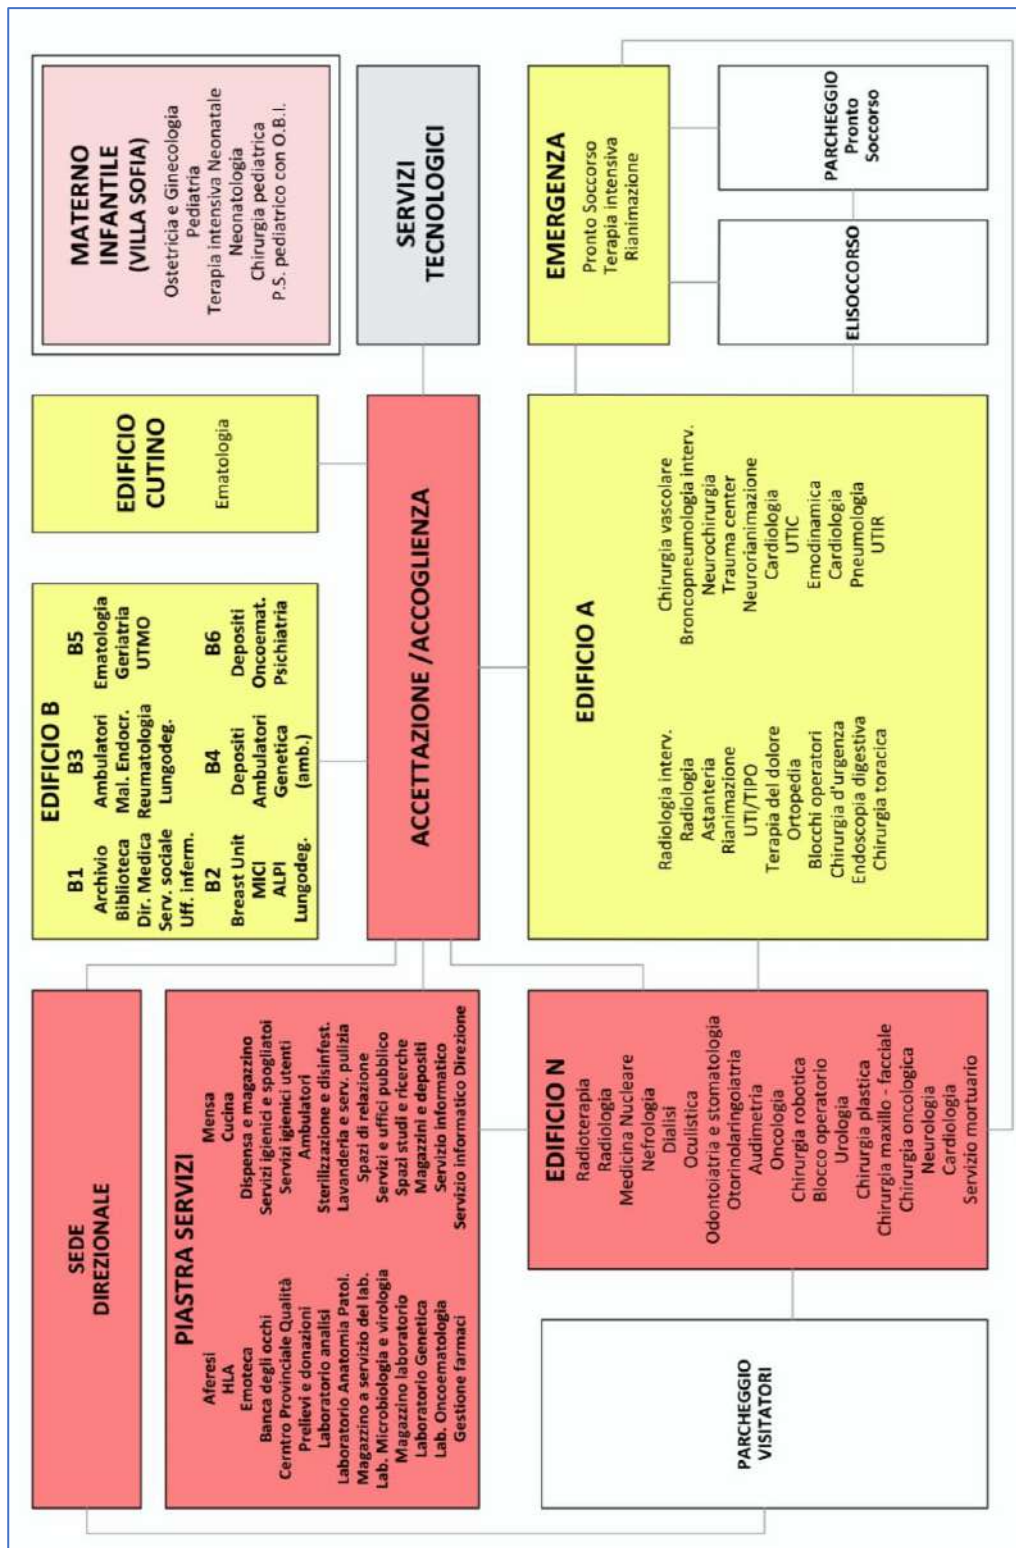 SEDE
DIREZIONALE
PIASTRA SERVIZI
Aferesi
HLA
Emoteca
Banca degli occhi
Cerntro Provinciale Qualità
Prelievi e donazioni
Laboratorio analisi
Laboratorio Anatomia Patol.
Magazzino a servizio del lab.
Lab. Microbiologia e virologia
Magazzino laboratorio
Laboratorio Genetica
Lab. Oncoematologia
Gestione farmaci
Mensa
Cucina
Dispensa e magazzino
Servizi igienici e spogliatoi
Servizi igienici utenti
Ambulatori
Sterilizzazione e disinfest.
Lavanderia e serv. pulizia
Spazi di relazione
Servizi e uffici pubblico
Spazi studi e ricerche
Magazzini e depositi
Servizio informatico
Servizio informatico Direzione
EDIFICIO B
B1
Archivio
Biblioteca
Dir. Medica
Serv. sociale
Uff. inferm.
B3
Ambulatori
Mal. Endocr.
Reumatologia
Lungodeg.
B5
Ematologia
Geriatria
UTMO
B2
Breast Unit
MICI
ALPI
Lungodeg.
B4
Depositi
Ambulatori
Genetica
(amb.)
B6
Depositi
Oncoemat.
Psichiatria
EDIFICIO
CUTINO
Ematologia
MATERNO
INFANTILE
(VILLA SOFIA)
Ostetricia e Ginecologia
Pediatria
Terapia intensiva Neonatale
Neonatologia
Chirurgia pediatrica
P.S. pediatrico con O.B.I.
ACCETTAZIONE /ACCOGLIENZA
SERVIZI
TECNOLOGICI
PARCHEGGIO
VISITATORI
EDIFICIO N
Radioterapia
Radiologia
Medicina Nucleare
Nefrologia
Dialisi
Oculistica
Odontoiatria e stomatologia
Otorinolaringoiatria
Audimetria
Oncologia
Chirurgia robotica
Blocco operatorio
Urologia
Chirurgia plastica
Chirurgia maxillo - facciale
Chirurgia oncologica
Neurologia
Cardiologia
Servizio mortuario
EDIFICIO A
Radiologia interv.
Radiologia
Astanteria
Rianimazione
UTI/TIPO
Terapia del dolore
Ortopedia
Blocchi operatori
Chirurgia d'urgenza
Endoscopia digestiva
Chirurgia toracica
Chirurgia vascolare
Broncopneumologia interv.
Neurochirurgia
Trauma center
Neurorianimazione
Cardiologia
UTIC
Emodinamica
Cardiologia
Pneumologia
UTIR
EMERGENZA
Pronto Soccorso
Terapia intensiva
Rianimazione
ELISOCCORSO
PARCHEGGIO
Pronto
Soccorso